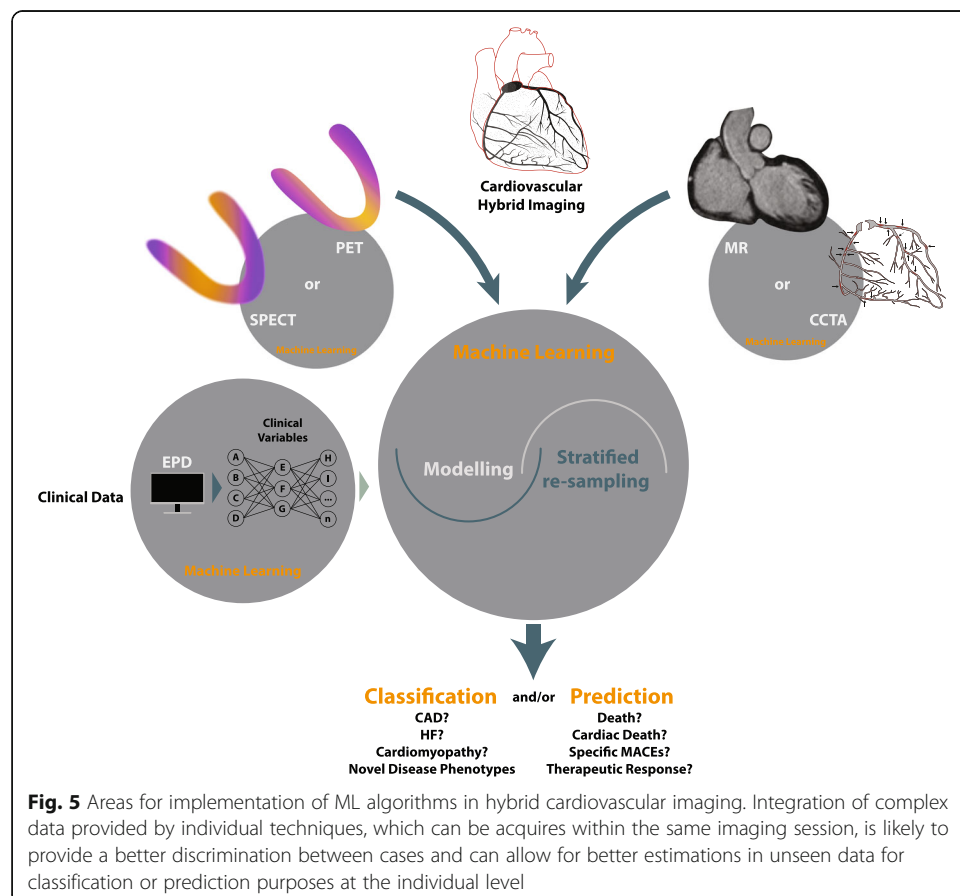 Cardiovascular
Hybrid Imaging
PET
or
SPECT
Machine Learning
MR
or
CCTA
Machine Learning
Machine Learning
Modelling
Stratified
re-sampling
Clinical Data
EPD
Clinical
Variables
A
B
C
D
E
F
G
H
I
...
n
Machine Learning
Classification and/or Prediction
CAD?
HF?
Cardiomyopathy?
Novel Disease Phenotypes
Death?
Cardiac Death?
Specific MACEs?
Therapeutic Response?
Fig. 5 Areas for implementation of ML algorithms in hybrid cardiovascular imaging. Integration of complex
data provided by individual techniques, which can be acquires within the same imaging session, is likely to
provide a better discrimination between cases and can allow for better estimations in unseen data for
classification or prediction purposes at the individual level